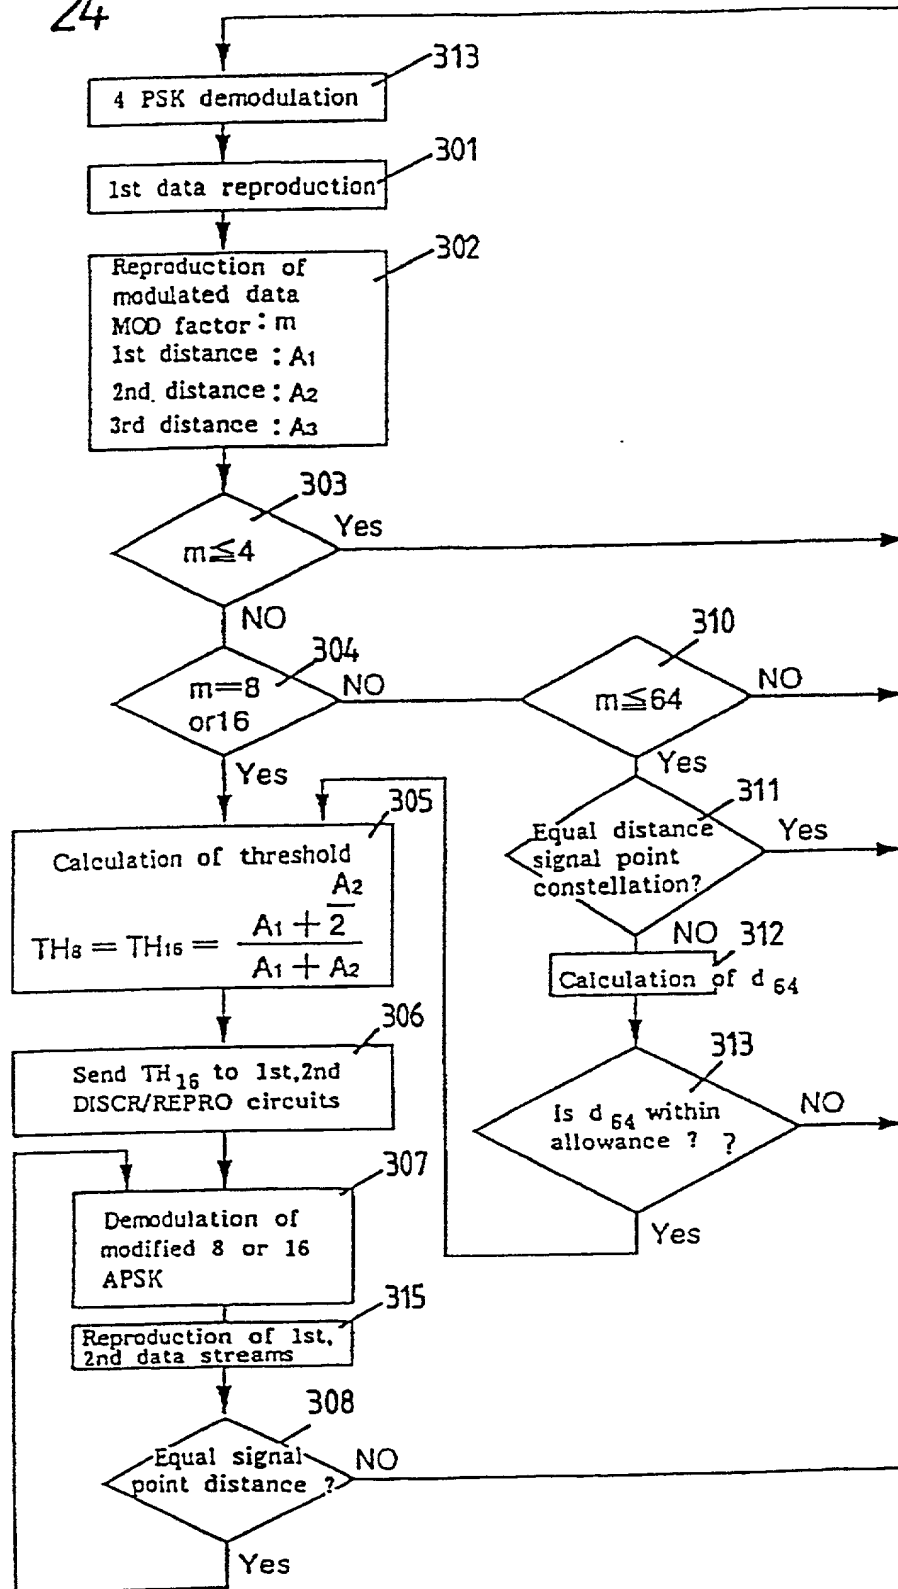 24
313
4 PSK demodulation
301
1st data reproduction
302
Reproduction of
modulated data
MOD factor : m
1st distance : A1
2nd. distance : A2
3rd distance : A3
303
m≦4
Yes
NO
304
m=8
or16
NO
Yes
310
m≦64
NO
Yes
311
Equal distance
signal point
constellation?
Yes
NO
312
Calculation of d 64
313
Is d 64 within
allowance ? ?
NO
Yes
305
Calculation of threshold
TH8 = TH16 = (A1 + A2/2) / (A1 + A2)
306
Send TH16 to 1st,2nd
DISCR/REPRO circuits
307
Demodulation of
modified 8 or 16
APSK
315
Reproduction of 1st,
2nd data streams
308
Equal signal
point distance ?
NO
Yes